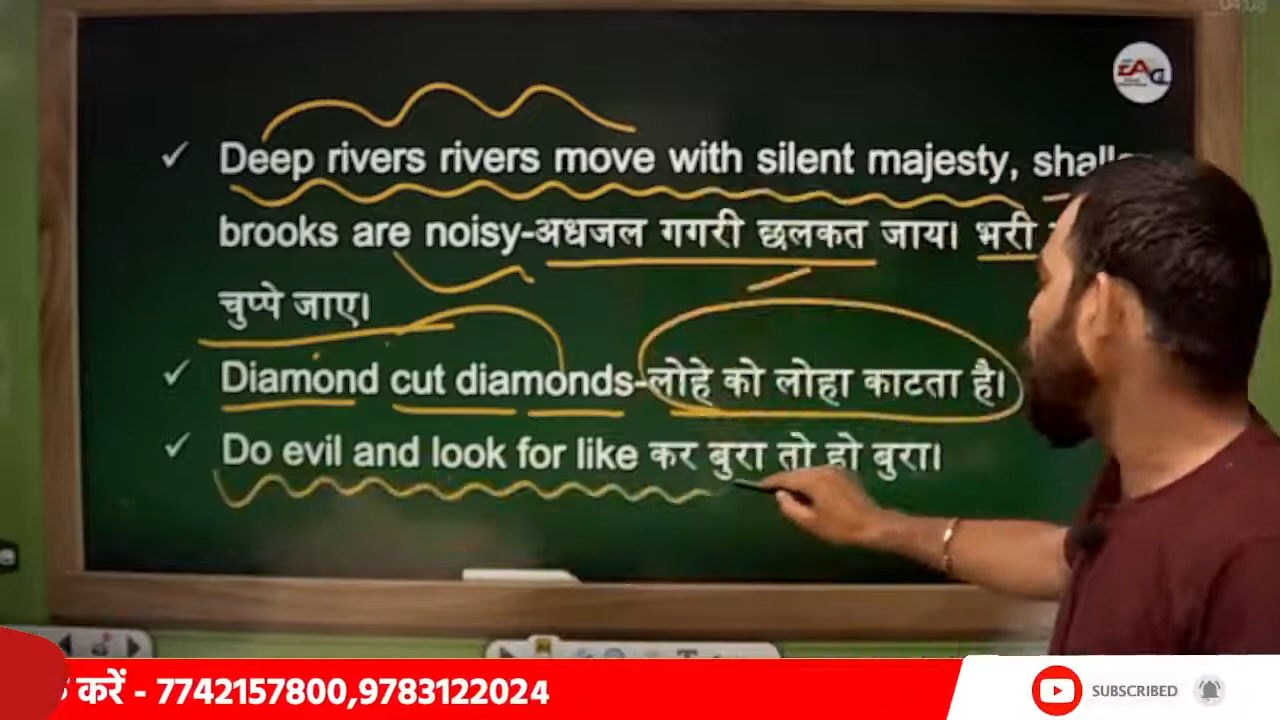 Deep rivers rivers move with silent majesty,
brooks are noisy-अधजल गगरी छलकत जाय। भरी
चुप्पे जाए।
Diamond cut diamonds-लोहे को लोहा काटता है।
Do evil and look for like कर बुरा तो हो बुरा।
करें - 7742157800,9783122024
SUBSCRIBED